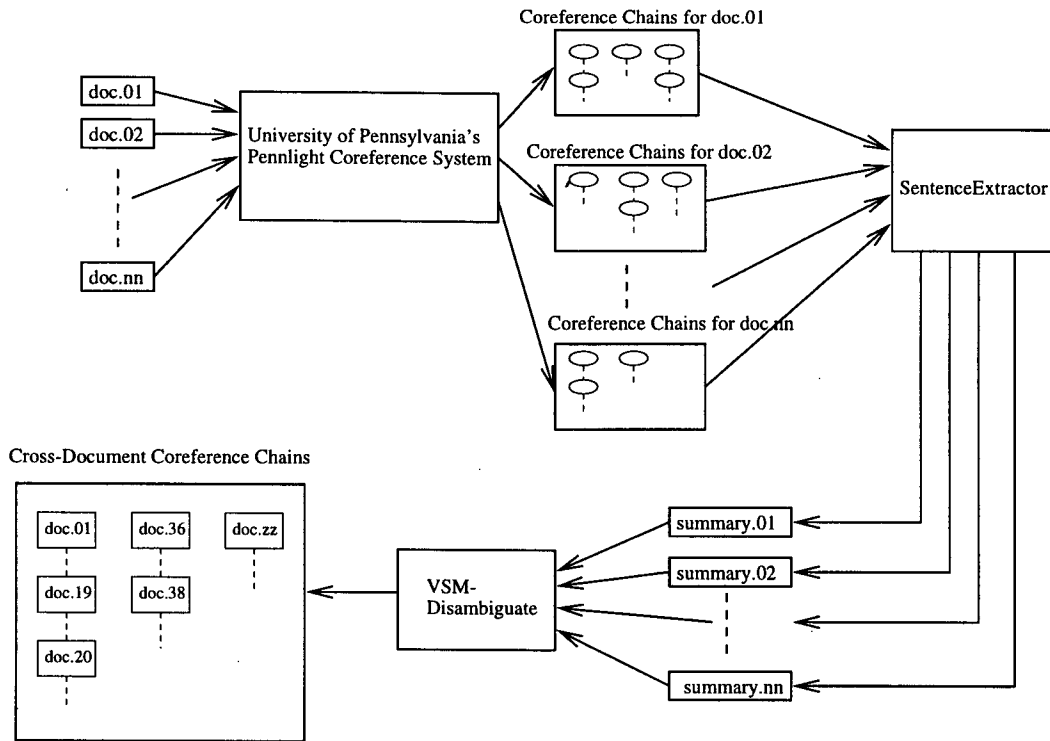 Coreference Chains for doc.01
doc.01
doc.02
doc.nn
University of Pennsylvania's
Pennlight Coreference System
Coreference Chains for doc.02
Coreference Chains for doc.nn
SentenceExtractor
Cross-Document Coreference Chains
doc.01
doc.36
doc.zz
doc.19
doc.38
doc.20
VSM-
Disambiguate
summary.01
summary.02
summary.nn